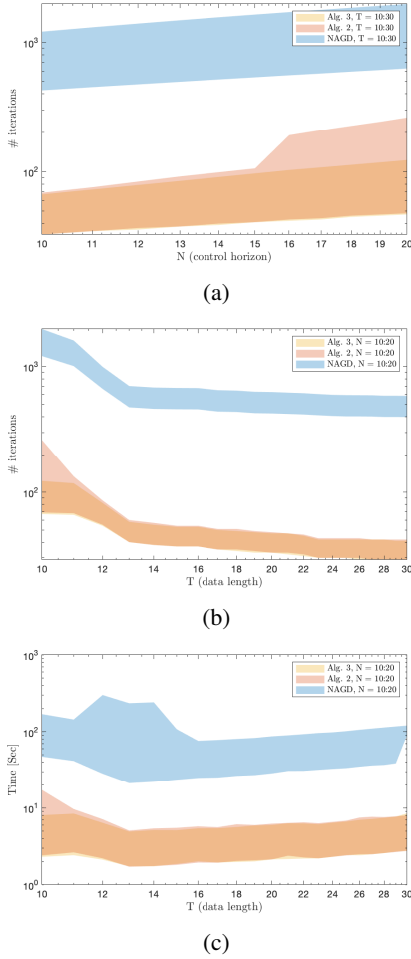 10³
10²
# iterations
Alg. 3, T = 10:30
Alg. 2, T = 10:30
NAGD, T = 10:30
10 11 12 13 14 15 16 17 18 19 20
N (control horizon)
(a)
10³
10²
# iterations
Alg. 3, N = 10:20
Alg. 2, N = 10:20
NAGD, N = 10:20
10 12 14 16 18 20 22 24 26 28 30
T (data length)
(b)
10³
10²
10¹
10⁰
Time [Sec]
Alg. 3, N = 10:20
Alg. 2, N = 10:20
NAGD, N = 10:20
10 12 14 16 18 20 22 24 26 28 30
T (data length)
(c)